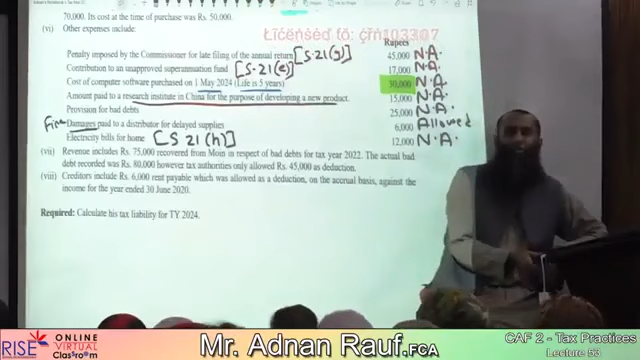 70,000. Its cost at the time of purchase was Rs. 50,000.
(vi) Other expenses include:
Licensed to: çfn103307
Rupees
Penalty imposed by the Commissioner for late filing of the annual return [S.21(g)] 45,000 N.A.
Contribution to an unapproved superannuation fund [S.21(e)] 17,000 N.A.
Cost of computer software purchased on 1 May 2024 (Life is 5 years) 30,000 N.A.
Amount paid to a research institute in China for the purpose of developing a new product. 15,000 N.A.
Provision for bad debts 25,000 N.A.
Fine Damages paid to a distributor for delayed supplies 6,000 Allowed
Electricity bills for home [S 21(h)] 12,000 N.A.
(vii) Revenue includes Rs. 75,000 recovered from Moin in respect of bad debts for tax year 2022. The actual bad
debt recorded was Rs. 80,000 however tax authorities only allowed Rs. 45,000 as deduction.
(viii) Creditors include Rs. 6,000 rent payable which was allowed as a deduction, on the accrual basis, against the
income for the year ended 30 June 2020.
Required: Calculate his tax liability for TY 2024.
RISE
ONLINE
VIRTUAL
Classroom
Mr. Adnan Rauf.FCA
CAF 2 - Tax Practices
Lecture 53